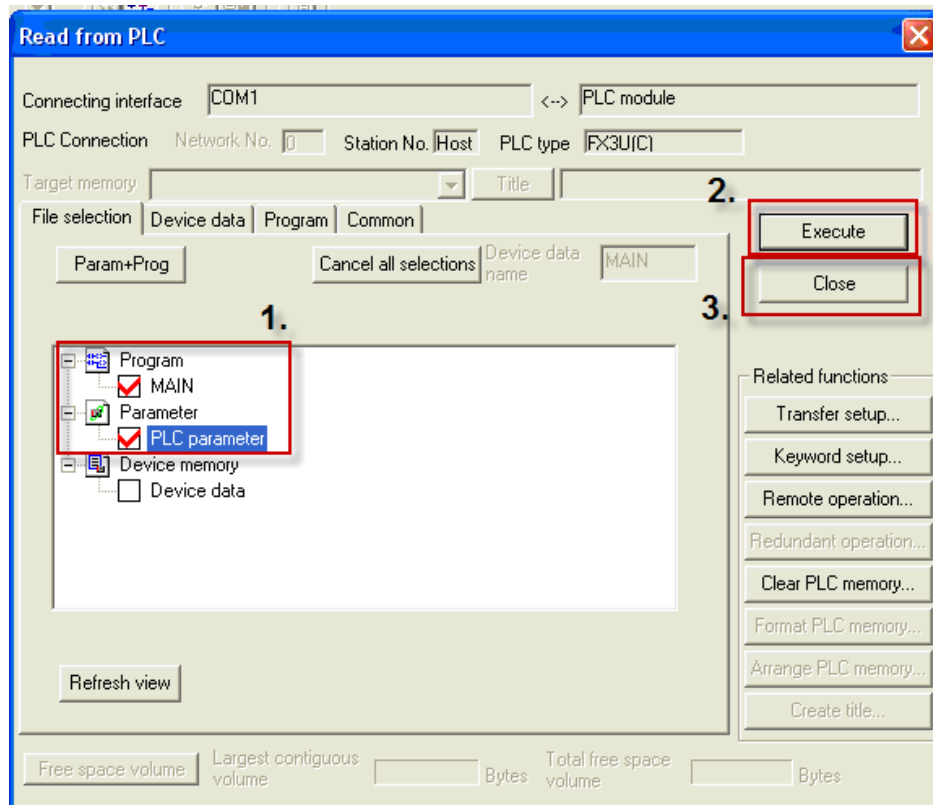 Read from PLC
Connecting interface COM1 <--> PLC module
PLC Connection Network No. 0 Station No. Host PLC type FX3U(C)
Target memory Title
2.
File selection Device data Program Common
Execute
Param+Prog Cancel all selections Device data name MAIN
Close
3.
1.
Program
MAIN
Parameter
PLC parameter
Device memory
Device data
Related functions
Transfer setup...
Keyword setup...
Remote operation...
Redundant operation...
Clear PLC memory...
Format PLC memory...
Arrange PLC memory...
Create title...
Refresh view
Free space volume Largest contiguous volume Bytes Total free space volume Bytes